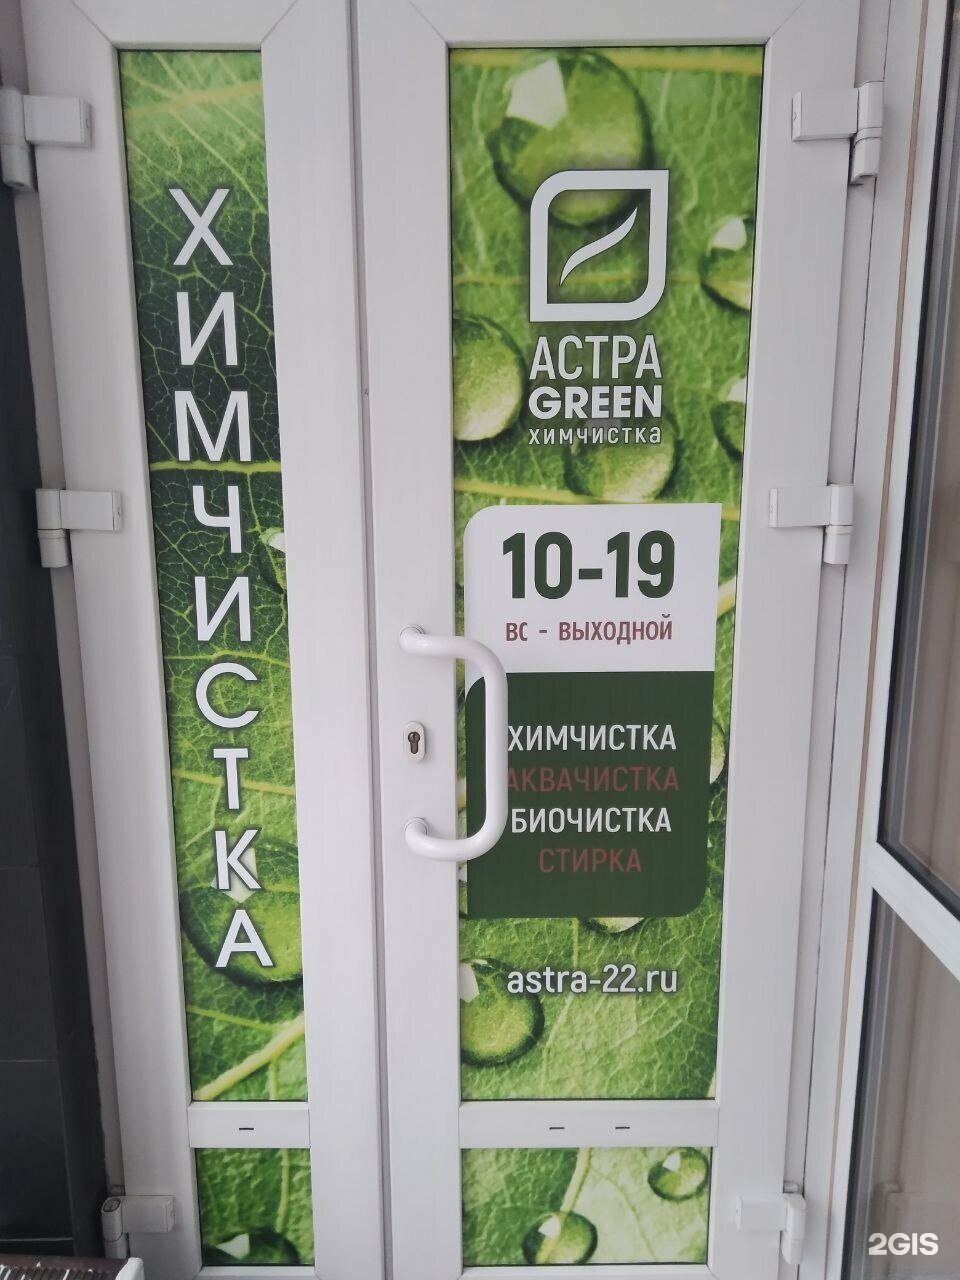 ХИМЧИСТКА
АСТРА
GREEN
химчистка
10-19
ВС - ВЫХОДНОЙ
ХИМЧИСТКА
АКВАЧИСТКА
БИОЧИСТКА
СТИРКА
astra-22.ru
2GIS